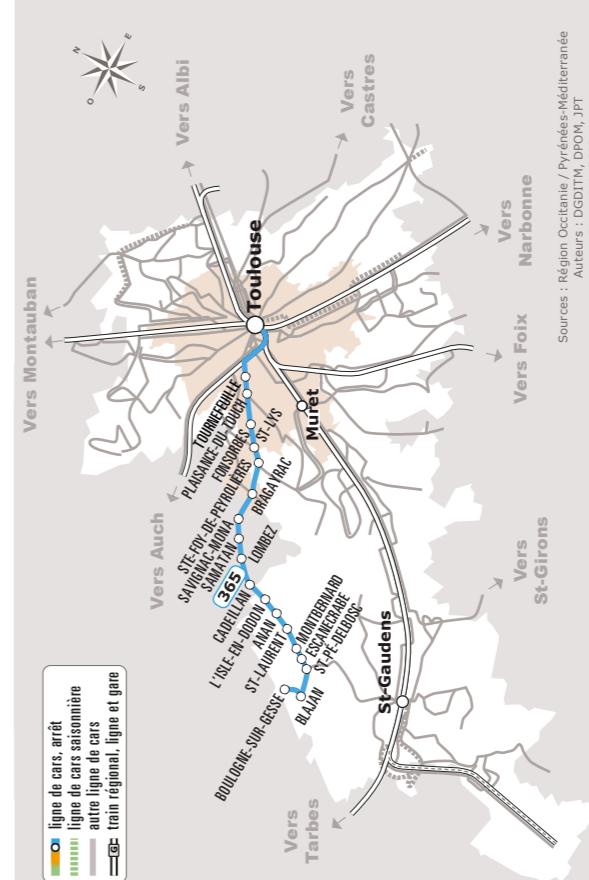 Vers Montauban
Vers Albi
Vers
Castres
N
E
S
O
Toulouse
Vers Auch
TOURNEFEUILLE
PLAISANCE-DU-TOUCH
FONSORBES
ST-LYS
STE-FOY-DE-PEYROLIÈRES
BRAGAYRAC
SAVIGNAC-MONA
SAMATAN
LOMBEZ
365
CADEILLAN
L'ISLE-EN-DODON
ANAN
ST-LAURENT
MONTBERNARD
ESCANECRABE
ST-PÉ-DELBOSC
BLAJAN
BOULOGNE-SUR-GESSE
Muret
Vers
Narbonne
Vers Foix
Vers
St-Girons
St-Gaudens
Vers
Tarbes
ligne de cars, arrêt
ligne de cars saisonnière
autre ligne de cars
G
train régional, ligne et gare
Sources : Région Occitanie / Pyrénées-Méditerranée
Auteurs : DGDITM, DPOM, JPT